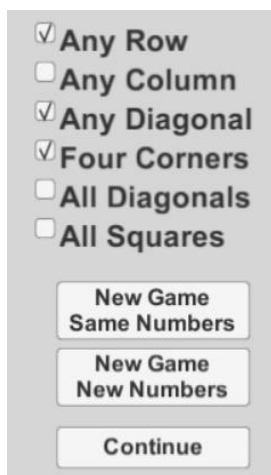 Any Row
Any Column
Any Diagonal
Four Corners
All Diagonals
All Squares
New Game
Same Numbers
New Game
New Numbers
Continue